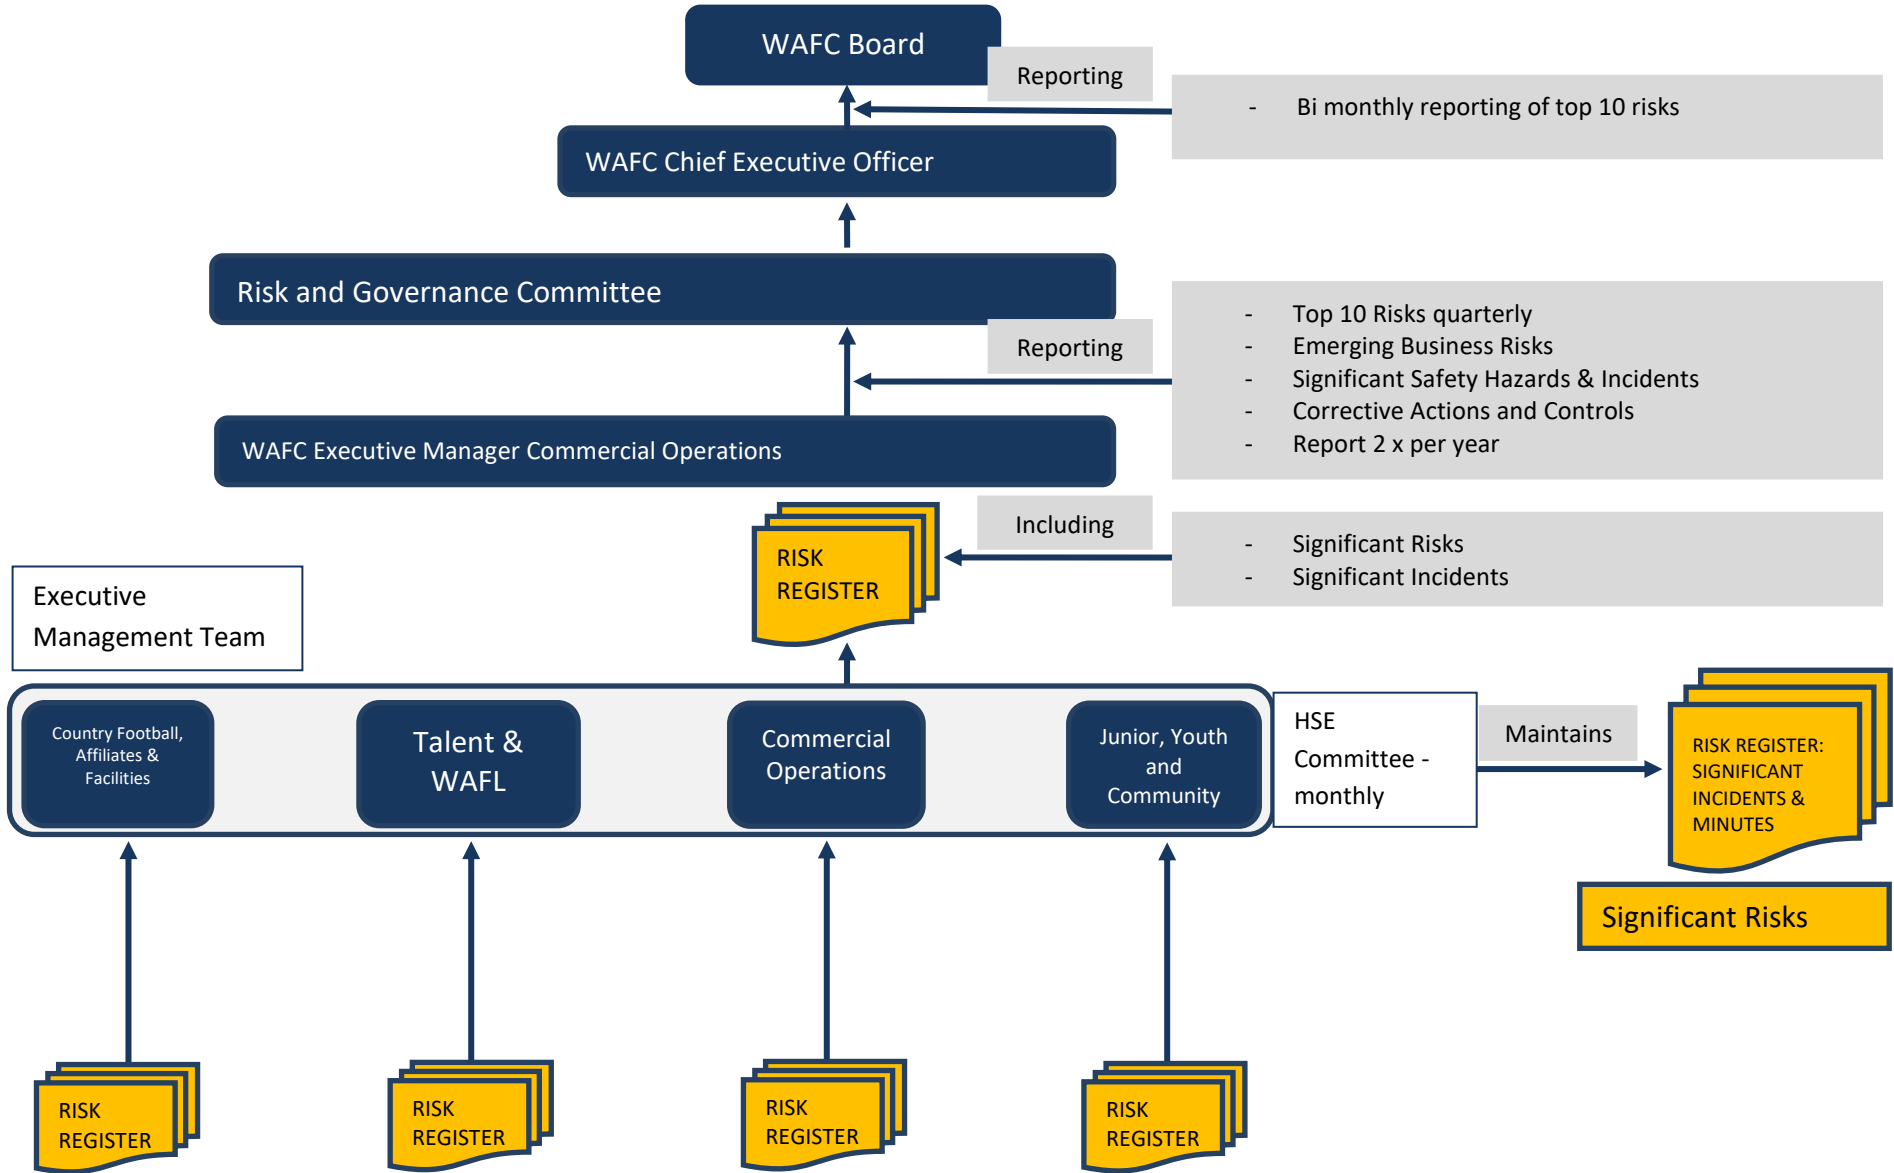 WAFC Board
Reporting
- Bi monthly reporting of top 10 risks
WAFC Chief Executive Officer
Risk and Governance Committee
Reporting
- Top 10 Risks quarterly
- Emerging Business Risks
- Significant Safety Hazards & Incidents
- Corrective Actions and Controls
- Report 2 x per year
WAFC Executive Manager Commercial Operations
RISK
REGISTER
Including
- Significant Risks
- Significant Incidents
Executive
Management Team
Country Football,
Affiliates &
Facilities
Talent &
WAFL
Commercial
Operations
Junior, Youth
and
Community
HSE
Committee -
monthly
Maintains
RISK REGISTER:
SIGNIFICANT
INCIDENTS &
MINUTES
Significant Risks
RISK
REGISTER
RISK
REGISTER
RISK
REGISTER
RISK
REGISTER